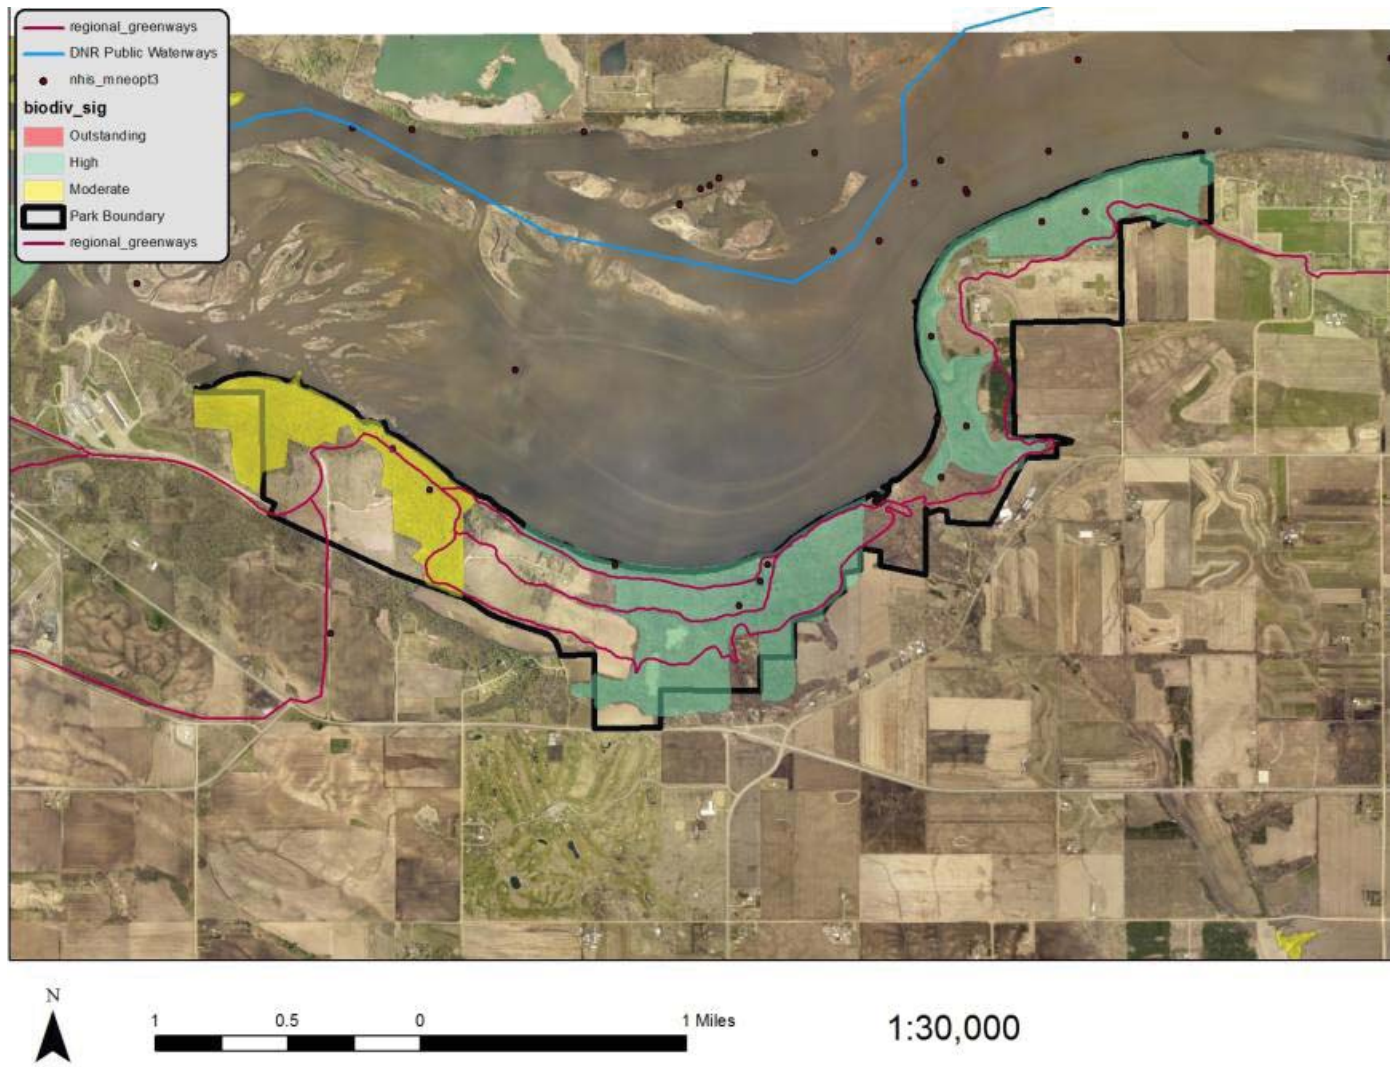 regional_greenways
DNR Public Waterways
nhis_mneopt3
biodiv_sig
Outstanding
High
Moderate
Park Boundary
regional_greenways
N
1 0.5 0 1 Miles
1:30,000